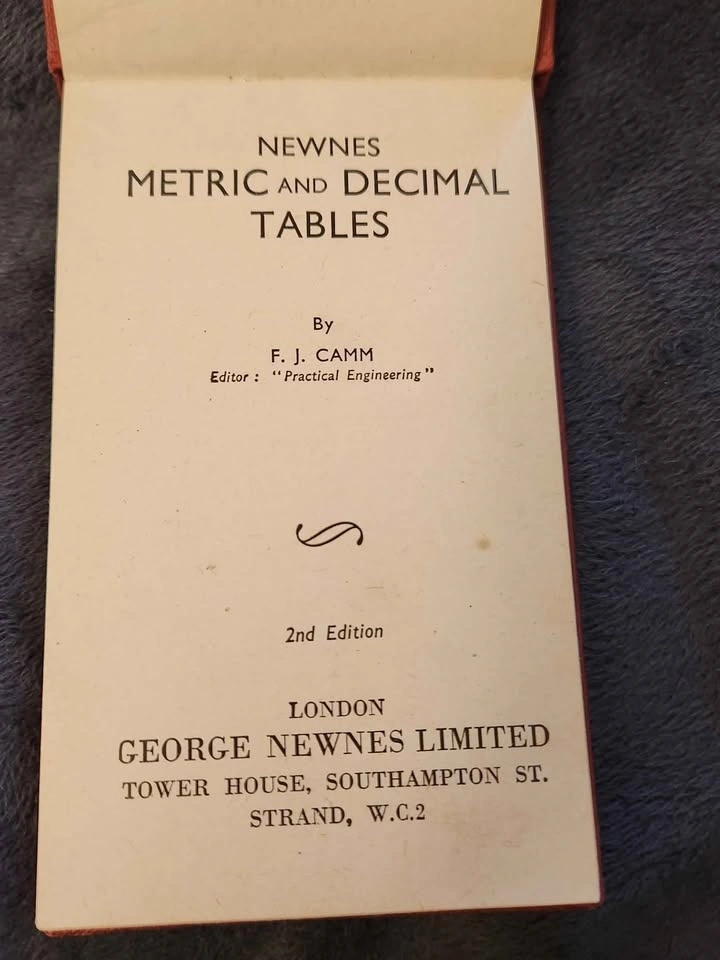 NEWNES
METRIC AND DECIMAL
TABLES
By
F. J. CAMM
Editor : "Practical Engineering"
2nd Edition
LONDON
GEORGE NEWNES LIMITED
TOWER HOUSE, SOUTHAMPTON ST.
STRAND, W.C.2